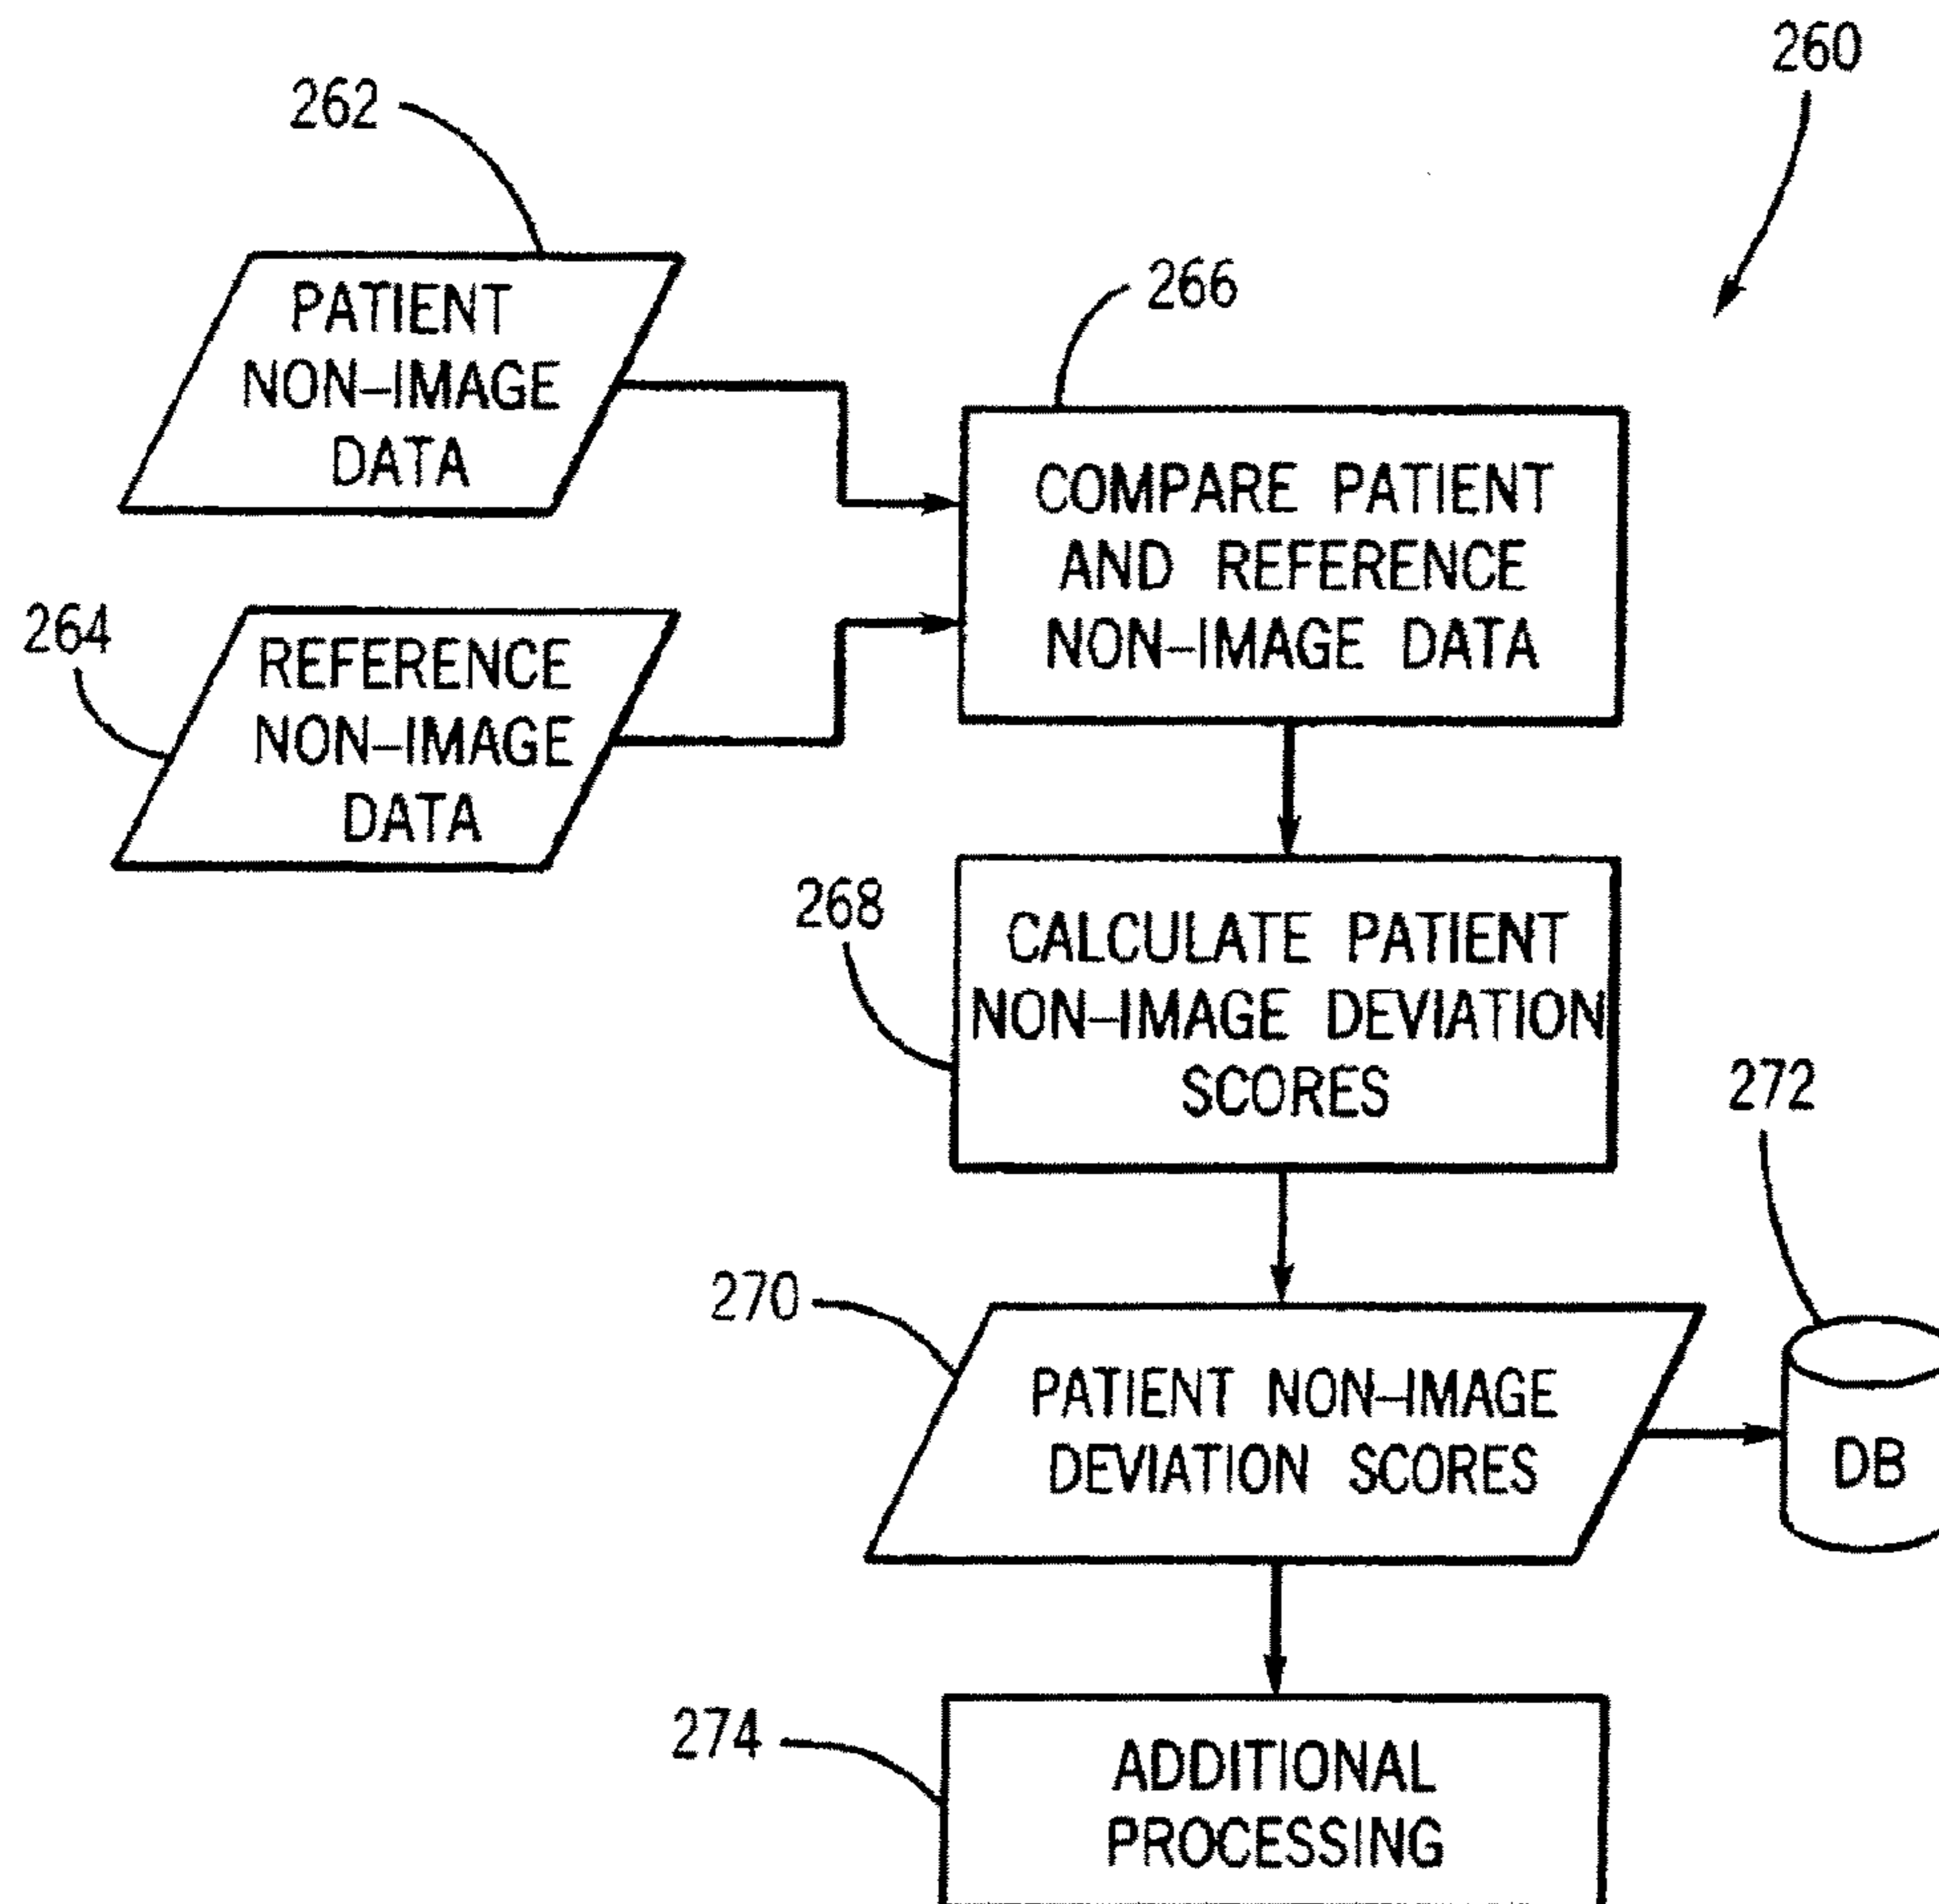 260
262
PATIENT
NON-IMAGE
DATA
266
COMPARE PATIENT
AND REFERENCE
NON-IMAGE DATA
264
REFERENCE
NON-IMAGE
DATA
268
CALCULATE PATIENT
NON-IMAGE DEVIATION
SCORES
272
270
PATIENT NON-IMAGE
DEVIATION SCORES
DB
274
ADDITIONAL
PROCESSING